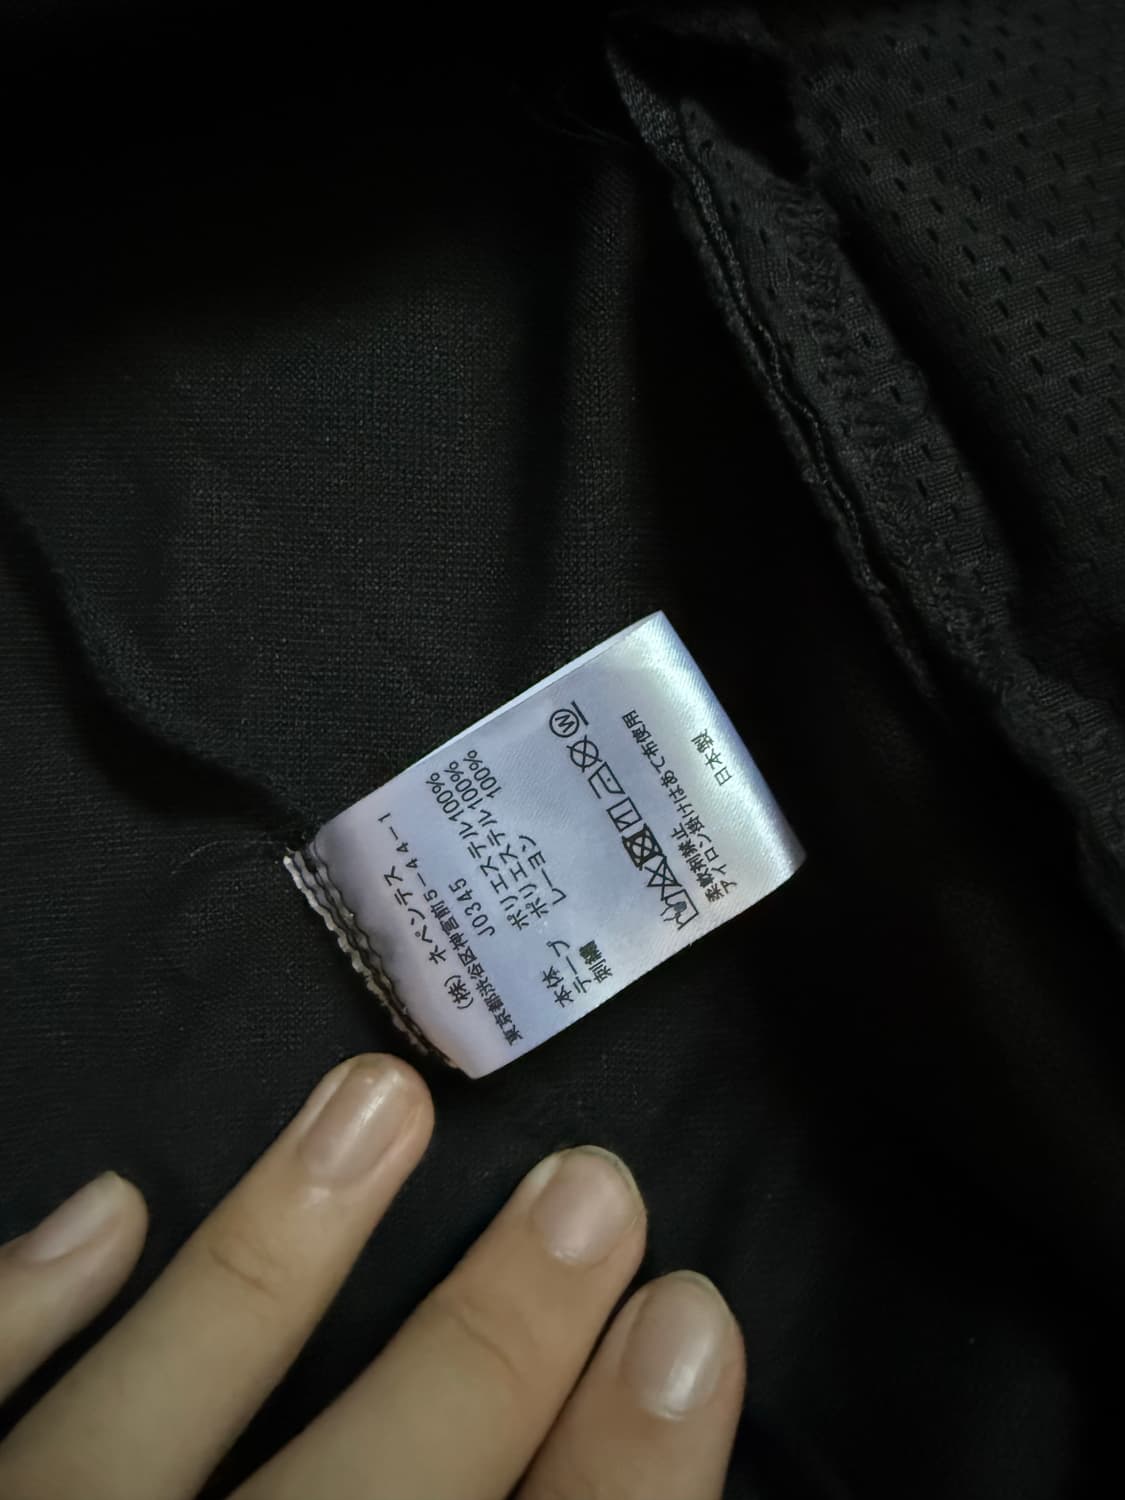 (株) ネペンテス
東京都渋谷区神宮前5-44-1
J0345
本体 ポリエステル100%
テープ ポリエステル100%
刺繍 レーヨン 100%
W
柔軟剤禁止
アイロン掛けはあて布使用
日本製